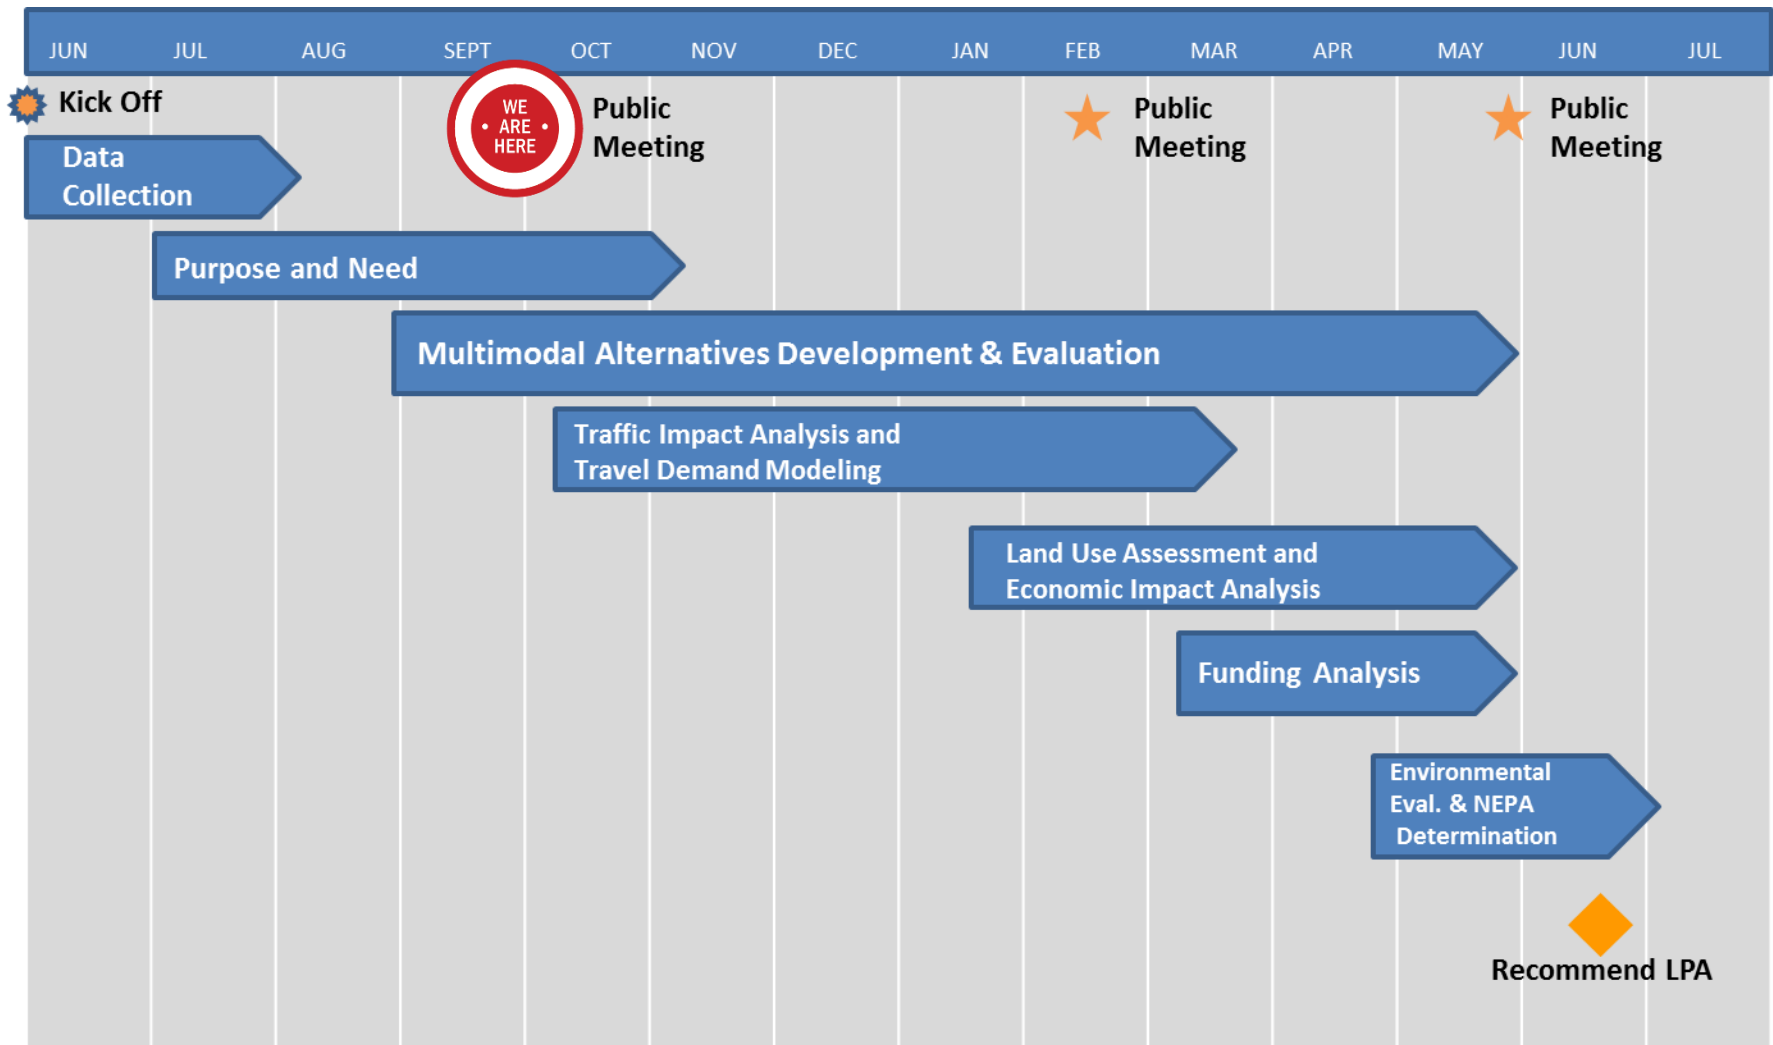 JUN JUL AUG SEPT OCT NOV DEC JAN FEB MAR APR MAY JUN JUL
Kick Off
WE
• ARE •
HERE
Public
Meeting
Public
Meeting
Public
Meeting
Data
Collection
Purpose and Need
Multimodal Alternatives Development & Evaluation
Traffic Impact Analysis and
Travel Demand Modeling
Land Use Assessment and
Economic Impact Analysis
Funding Analysis
Environmental
Eval. & NEPA
Determination
Recommend LPA